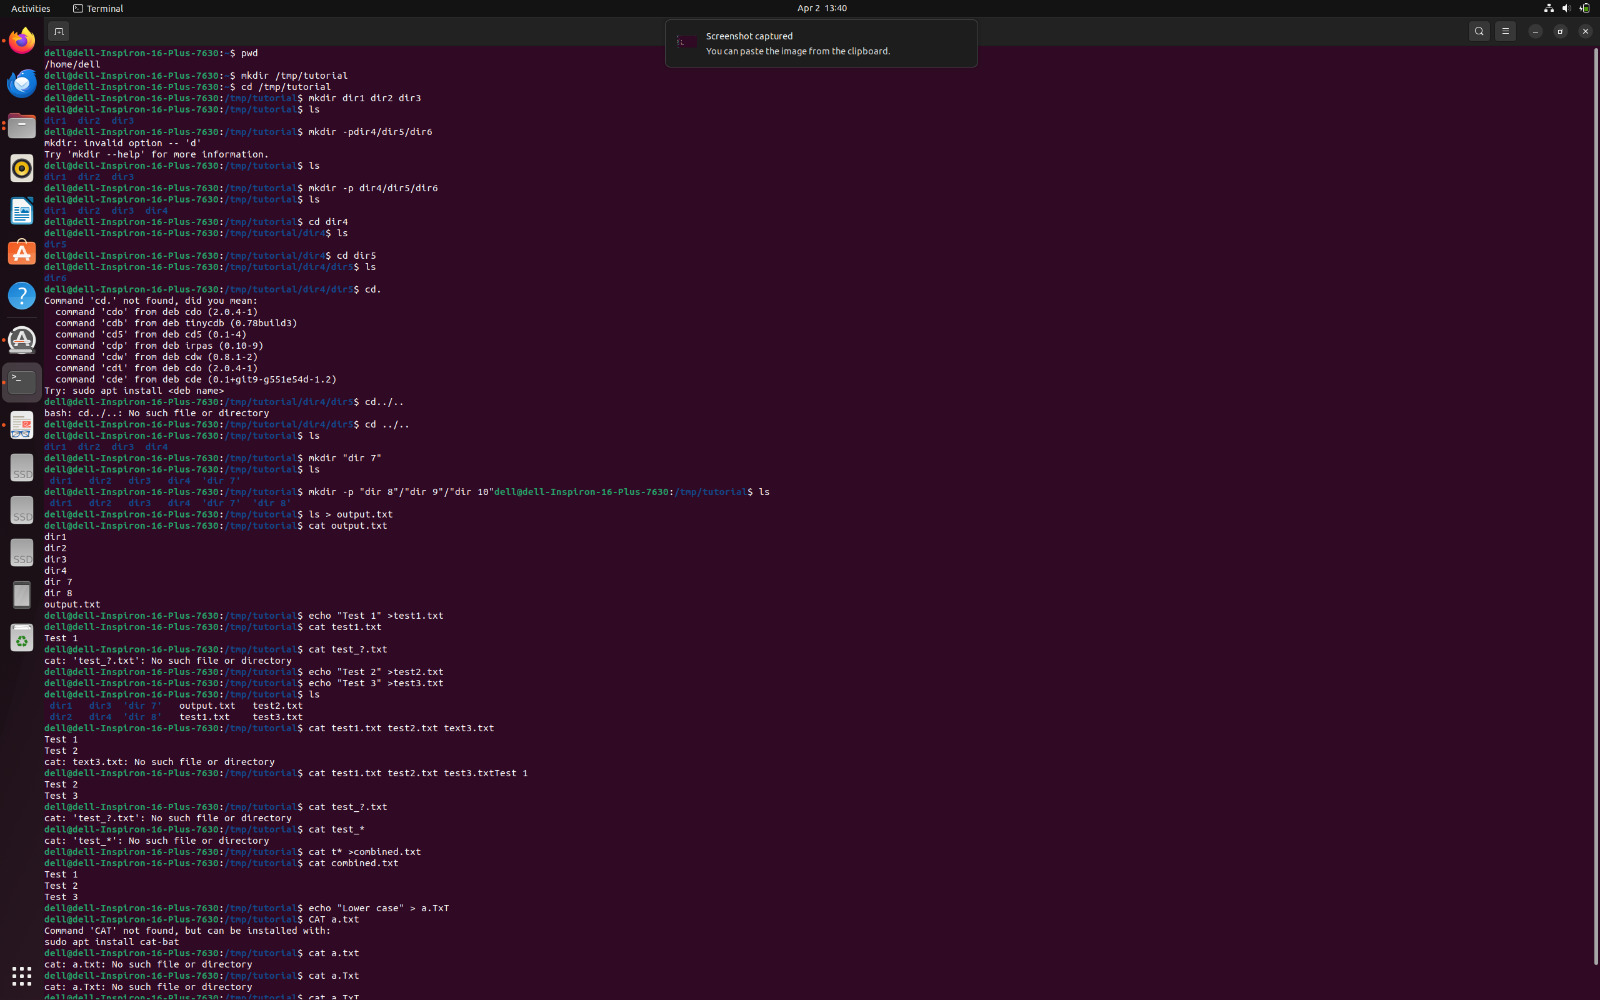 Activities Terminal Apr 2 13:40
Screenshot captured
You can paste the image from the clipboard.
dell@dell-Inspiron-16-Plus-7630:~$ pwd
/home/dell
dell@dell-Inspiron-16-Plus-7630:~$ mkdir /tmp/tutorial
dell@dell-Inspiron-16-Plus-7630:~$ cd /tmp/tutorial
dell@dell-Inspiron-16-Plus-7630:/tmp/tutorial$ mkdir dir1 dir2 dir3
dell@dell-Inspiron-16-Plus-7630:/tmp/tutorial$ ls
dir1 dir2 dir3
dell@dell-Inspiron-16-Plus-7630:/tmp/tutorial$ mkdir -pdir4/dir5/dir6
mkdir: invalid option -- 'd'
Try 'mkdir --help' for more information.
dell@dell-Inspiron-16-Plus-7630:/tmp/tutorial$ ls
dir1 dir2 dir3
dell@dell-Inspiron-16-Plus-7630:/tmp/tutorial$ mkdir -p dir4/dir5/dir6
dell@dell-Inspiron-16-Plus-7630:/tmp/tutorial$ ls
dir1 dir2 dir3 dir4
dell@dell-Inspiron-16-Plus-7630:/tmp/tutorial$ cd dir4
dell@dell-Inspiron-16-Plus-7630:/tmp/tutorial/dir4$ ls
dir5
dell@dell-Inspiron-16-Plus-7630:/tmp/tutorial/dir4$ cd dir5
dell@dell-Inspiron-16-Plus-7630:/tmp/tutorial/dir4/dir5$ ls
dir6
dell@dell-Inspiron-16-Plus-7630:/tmp/tutorial/dir4/dir5$ cd.
Command 'cd.' not found, did you mean:
command 'cdo' from deb cdo (2.0.4-1)
command 'cdb' from deb tinycdb (0.78build3)
command 'cd5' from deb cd5 (0.1-4)
command 'cdp' from deb irpas (0.10-9)
command 'cdw' from deb cdw (0.8.1-2)
command 'cdi' from deb cdo (2.0.4-1)
command 'cde' from deb cde (0.1+git9-g551e54d-1.2)
Try: sudo apt install <deb name>
dell@dell-Inspiron-16-Plus-7630:/tmp/tutorial/dir4/dir5$ cd../..
bash: cd../..: No such file or directory
dell@dell-Inspiron-16-Plus-7630:/tmp/tutorial/dir4/dir5$ cd ../..
dell@dell-Inspiron-16-Plus-7630:/tmp/tutorial$ ls
dir1 dir2 dir3 dir4
dell@dell-Inspiron-16-Plus-7630:/tmp/tutorial$ mkdir "dir 7"
dell@dell-Inspiron-16-Plus-7630:/tmp/tutorial$ ls
dir1 dir2 dir3 dir4 'dir 7'
dell@dell-Inspiron-16-Plus-7630:/tmp/tutorial$ mkdir -p "dir 8"/"dir 9"/"dir 10"dell@dell-Inspiron-16-Plus-7630:/tmp/tutorial$ ls
dir1 dir2 dir3 dir4 'dir 7' 'dir 8'
dell@dell-Inspiron-16-Plus-7630:/tmp/tutorial$ ls > output.txt
dell@dell-Inspiron-16-Plus-7630:/tmp/tutorial$ cat output.txt
dir1
dir2
dir3
dir4
dir 7
dir 8
output.txt
dell@dell-Inspiron-16-Plus-7630:/tmp/tutorial$ echo "Test 1" >test1.txt
dell@dell-Inspiron-16-Plus-7630:/tmp/tutorial$ cat test1.txt
Test 1
dell@dell-Inspiron-16-Plus-7630:/tmp/tutorial$ cat test_?.txt
cat: 'test_?.txt': No such file or directory
dell@dell-Inspiron-16-Plus-7630:/tmp/tutorial$ echo "Test 2" >test2.txt
dell@dell-Inspiron-16-Plus-7630:/tmp/tutorial$ echo "Test 3" >test3.txt
dell@dell-Inspiron-16-Plus-7630:/tmp/tutorial$ ls
dir1 dir3 'dir 7' output.txt test2.txt
dir2 dir4 'dir 8' test1.txt test3.txt
dell@dell-Inspiron-16-Plus-7630:/tmp/tutorial$ cat test1.txt test2.txt text3.txt
Test 1
Test 2
cat: text3.txt: No such file or directory
dell@dell-Inspiron-16-Plus-7630:/tmp/tutorial$ cat test1.txt test2.txt test3.txtTest 1
Test 2
Test 3
dell@dell-Inspiron-16-Plus-7630:/tmp/tutorial$ cat test_?.txt
cat: 'test_?.txt': No such file or directory
dell@dell-Inspiron-16-Plus-7630:/tmp/tutorial$ cat test_*
cat: 'test_*': No such file or directory
dell@dell-Inspiron-16-Plus-7630:/tmp/tutorial$ cat t* >combined.txt
dell@dell-Inspiron-16-Plus-7630:/tmp/tutorial$ cat combined.txt
Test 1
Test 2
Test 3
dell@dell-Inspiron-16-Plus-7630:/tmp/tutorial$ echo "Lower case" > a.TxT
dell@dell-Inspiron-16-Plus-7630:/tmp/tutorial$ CAT a.txt
Command 'CAT' not found, but can be installed with:
sudo apt install cat-bat
dell@dell-Inspiron-16-Plus-7630:/tmp/tutorial$ cat a.txt
cat: a.txt: No such file or directory
dell@dell-Inspiron-16-Plus-7630:/tmp/tutorial$ cat a.Txt
cat: a.Txt: No such file or directory
dell@dell-Inspiron-16-Plus-7630:/tmp/tutorial$ cat a.TxT
SSD
SSD
SSD